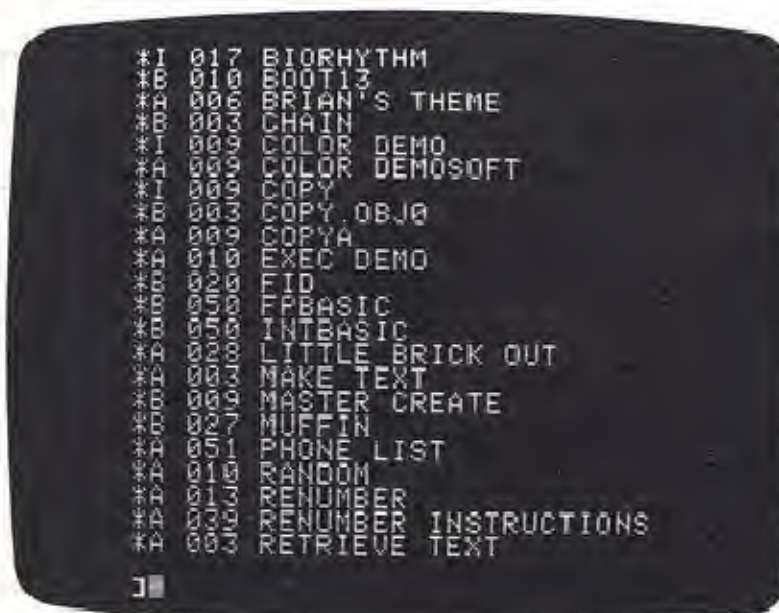 *I 017 BIORHYTHM
*B 010 BOOT13
*A 006 BRIAN'S THEME
*B 003 CHAIN
*I 009 COLOR DEMO
*A 009 COLOR DEMOSOFT
*I 009 COPY
*B 003 COPY.OBJ0
*A 009 COPYA
*A 010 EXEC DEMO
*B 020 FID
*B 050 FPBASIC
*B 050 INTBASIC
*A 028 LITTLE BRICK OUT
*A 003 MAKE TEXT
*B 009 MASTER CREATE
*B 027 MUFFIN
*A 051 PHONE LIST
*A 010 RANDOM
*A 013 RENUMBER
*A 039 RENUMBER INSTRUCTIONS
*A 003 RETRIEVE TEXT
]